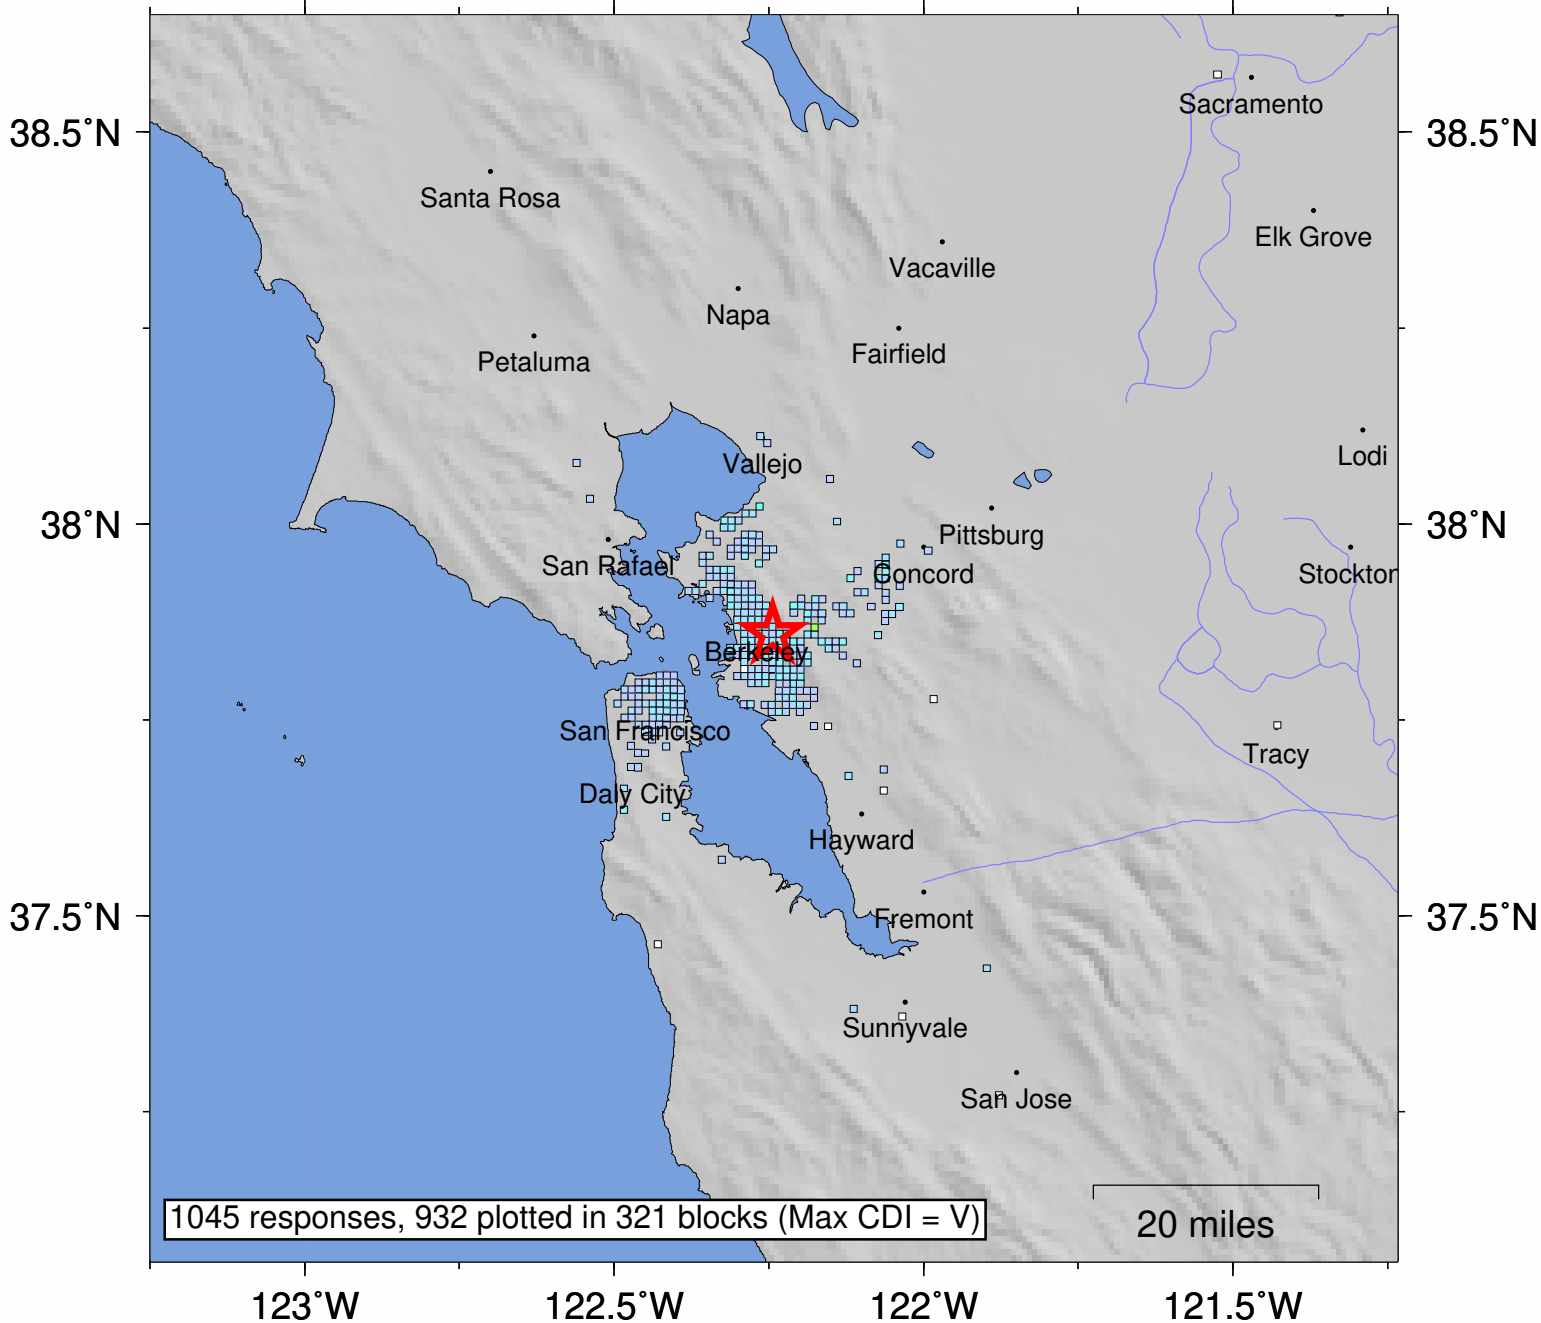 Sacramento
38.5°N
38.5°N
Santa Rosa
Elk Grove
Vacaville
Napa
Fairfield
Petaluma
Lodi
Vallejo
38°N
38°N
Pittsburg
San Rafael
Concord
Stockton
Berkeley
San Francisco
Tracy
Daly City
Hayward
37.5°N
37.5°N
Fremont
Sunnyvale
San Jose
1045 responses, 932 plotted in 321 blocks (Max CDI = V)
20 miles
123°W
122.5°W
122°W
121.5°W